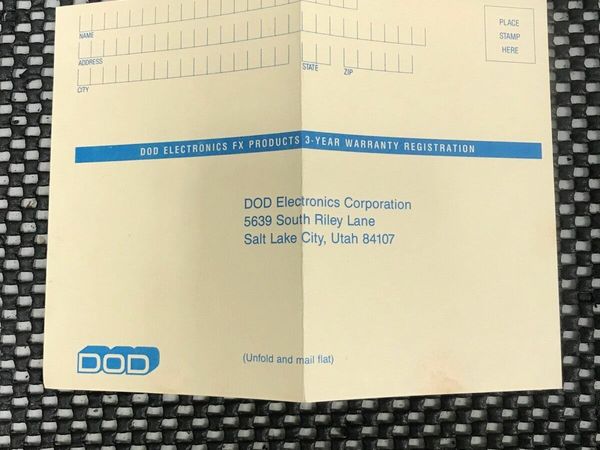 NAME
PLACE
STAMP
HERE
ADDRESS
CITY
STATE
ZIP
DOD ELECTRONICS FX PRODUCTS 3-YEAR WARRANTY REGISTRATION
DOD Electronics Corporation
5639 South Riley Lane
Salt Lake City, Utah 84107
DOD
(Unfold and mail flat)